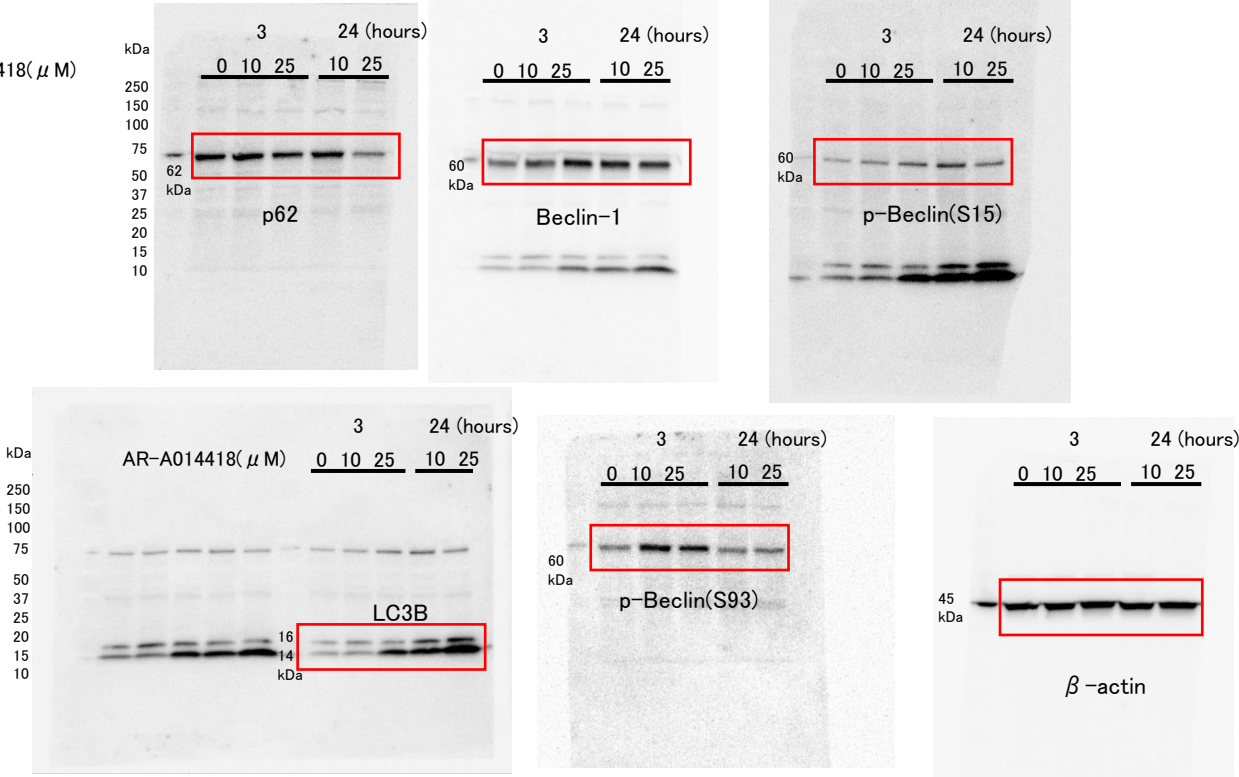 3 24 (hours)
kDa
418(μM)
0 10 25 10 25
250
150
100
75
50
37
25
20
15
10
62
kDa
p62
3 24 (hours)
0 10 25 10 25
60
kDa
Beclin-1
3 24 (hours)
0 10 25 10 25
60
kDa
p-Beclin(S15)
kDa
3 24 (hours)
AR-A014418(μM) 0 10 25 10 25
250
150
100
75
50
37
25
20
15
10
LC3B
16
14
kDa
3 24 (hours)
0 10 25 10 25
60
kDa
p-Beclin(S93)
3 24 (hours)
0 10 25 10 25
45
kDa
β-actin